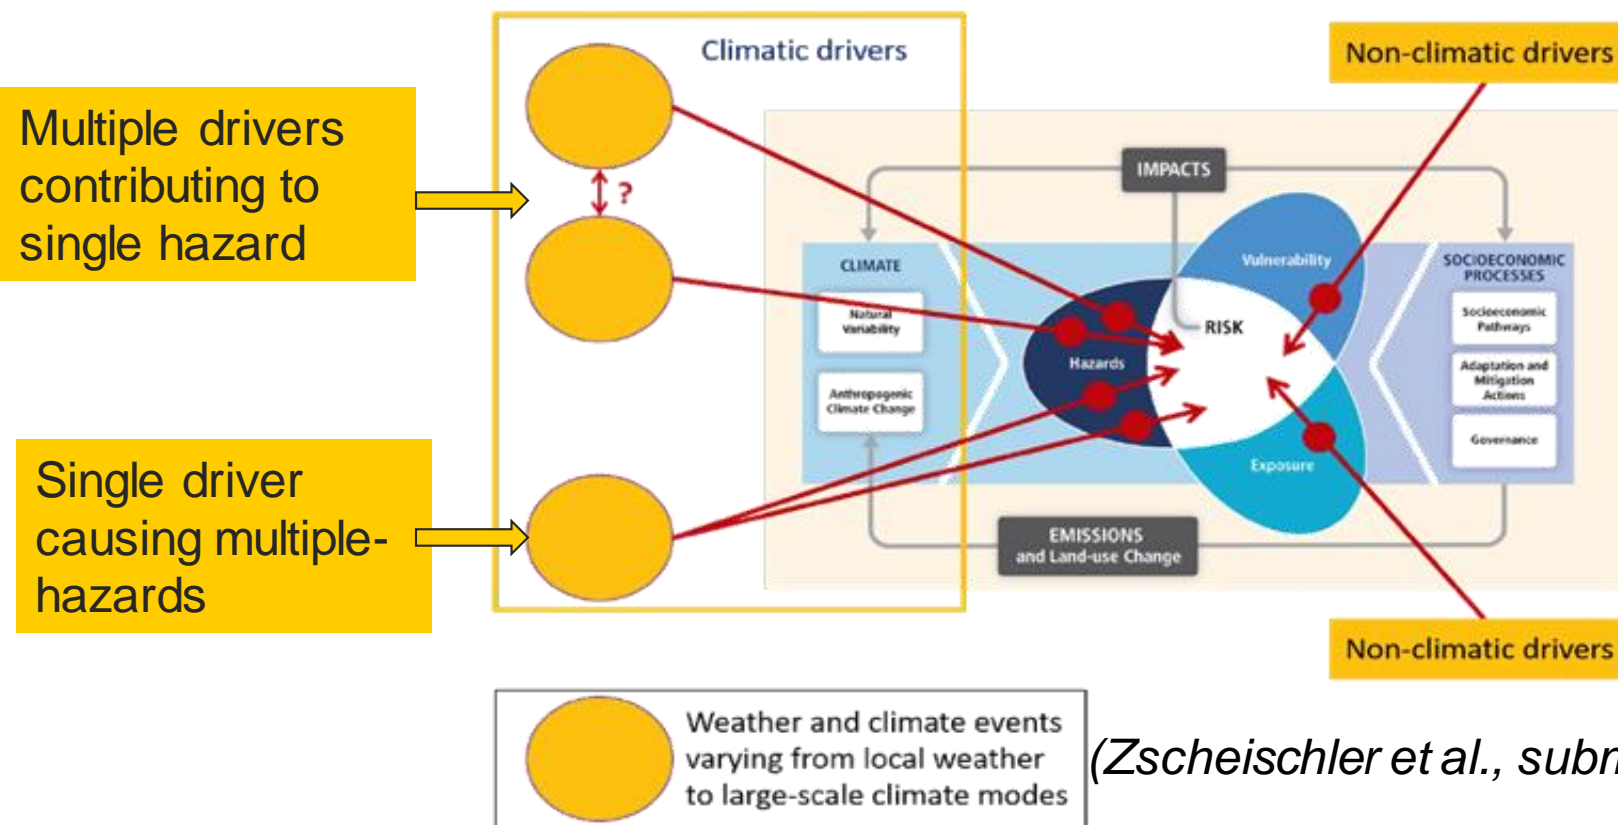 Climatic drivers
Non-climatic drivers
Multiple drivers
contributing to
single hazard
?
IMPACTS
CLIMATE
Natural
Variability
Anthropogenic
Climate Change
Vulnerability
Hazards
RISK
Exposure
SOCIOECONOMIC
PROCESSES
Socioeconomic
Pathways
Adaptation and
Mitigation
Actions
Governance
EMISSIONS
and Land-use Change
Single driver
causing multiple-
hazards
Non-climatic drivers
Weather and climate events
varying from local weather
to large-scale climate modes
(Zscheischler et al.,